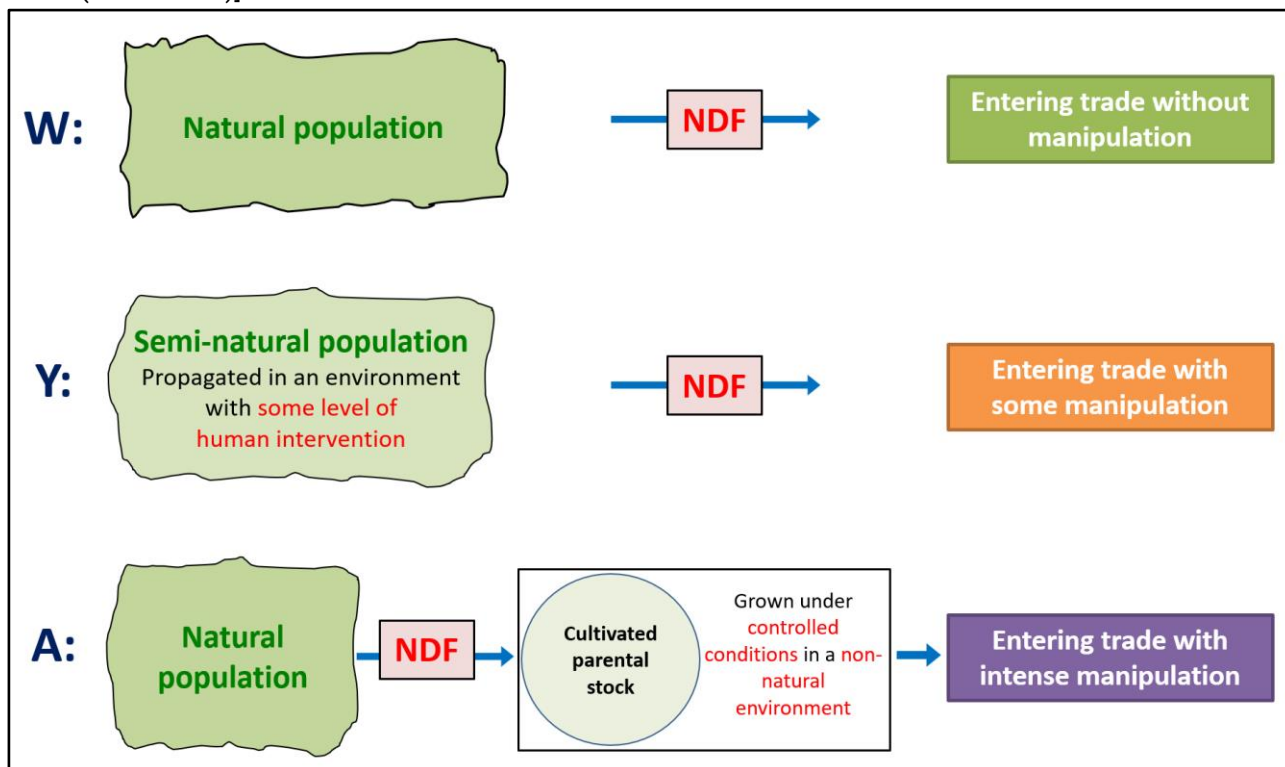 W:
Natural population
NDF
Entering trade without
manipulation
Y:
Semi-natural population
Propagated in an environment
with some level of
human intervention
NDF
Entering trade with
some manipulation
A:
Natural
population
NDF
Cultivated
parental
stock
Grown under
controlled
conditions in a non-
natural
environment
Entering trade with
intense manipulation